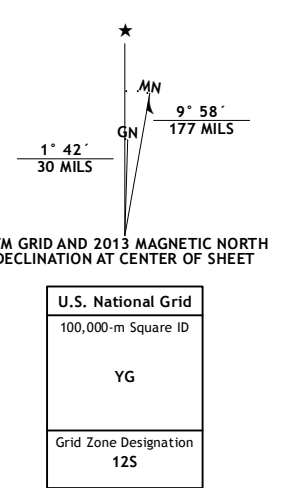 ★
MN
GN
9° 58´
177 MILS
1° 42´
30 MILS
M GRID AND 2013 MAGNETIC NORTH
DECLINATION AT CENTER OF SHEET
U.S. National Grid
100,000-m Square ID
YG
Grid Zone Designation
12S